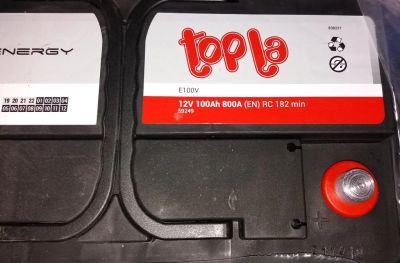 ENERGY
19 20 21 22 01 02 03 04
05 06 07 08 09 10 11 12
topla
E100V
12V 100Ah 800A (EN) RC 182 min
59249
+